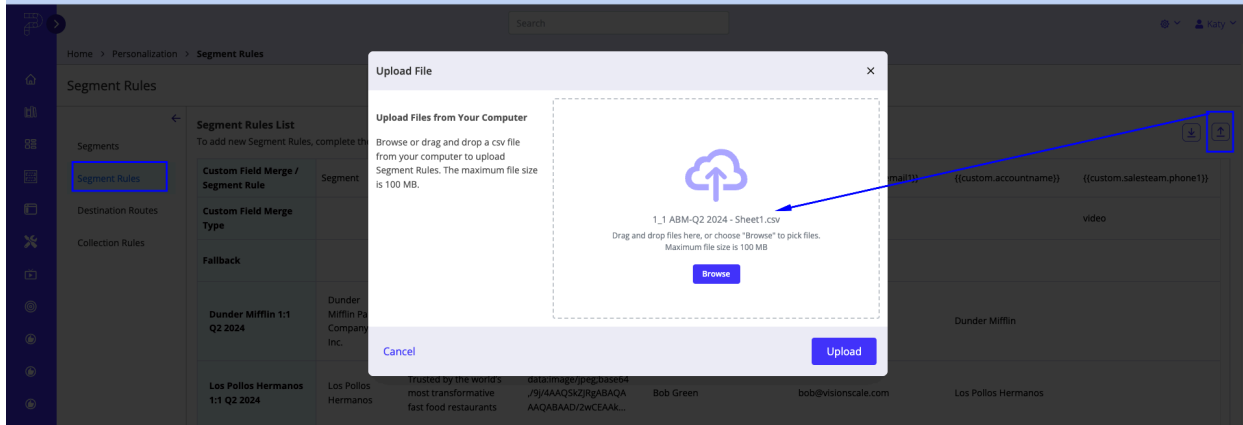 Search
Katy
Home > Personalization > Segment Rules
Segment Rules
Segments
Segment Rules
Destination Routes
Collection Rules
Segment Rules List
To add new Segment Rules, complete th
Custom Field Merge /
Segment Rule
Segment
mail1}}
{{custom.accountname}}
{{custom.salesteam.phone1}}
Custom Field Merge
Type
video
Fallback
Dunder Mifflin 1:1
Q2 2024
Dunder
Mifflin Pa
Company
Inc.
Dunder Mifflin
Los Pollos Hermanos
1:1 Q2 2024
Los Pollos
Hermanos
Trusted by the world's
most transformative
fast food restaurants
data:image/jpeg;base64
,/9j/4AAQSkZJRgABAQA
AAQABAAD/2wCEAAk...
Bob Green
bob@visionscale.com
Los Pollos Hermanos
Upload File
Upload Files from Your Computer
Browse or drag and drop a csv file
from your computer to upload
Segment Rules. The maximum file size
is 100 MB.
1_1 ABM-Q2 2024 - Sheet1.csv
Drag and drop files here, or choose "Browse" to pick files.
Maximum file size is 100 MB
Browse
Cancel
Upload